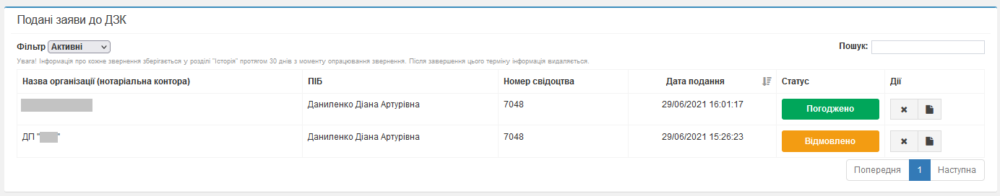 Подані заяви до ДЗК
Фільтр Активні Пошук:
Увага! Інформація про кожне звернення зберігається у розділі "Історія" протягом 30 днів з моменту опрацювання звернення. Після завершення цього терміну інформація видаляється.
Назва організації (нотаріальна контора) ПІБ Номер свідоцтва Дата подання Статус Дії
Даниленко Діана Артурівна 7048 29/06/2021 16:01:17 Погоджено
ДП " " Даниленко Діана Артурівна 7048 29/06/2021 15:26:23 Відмовлено
Попередня 1 Наступна